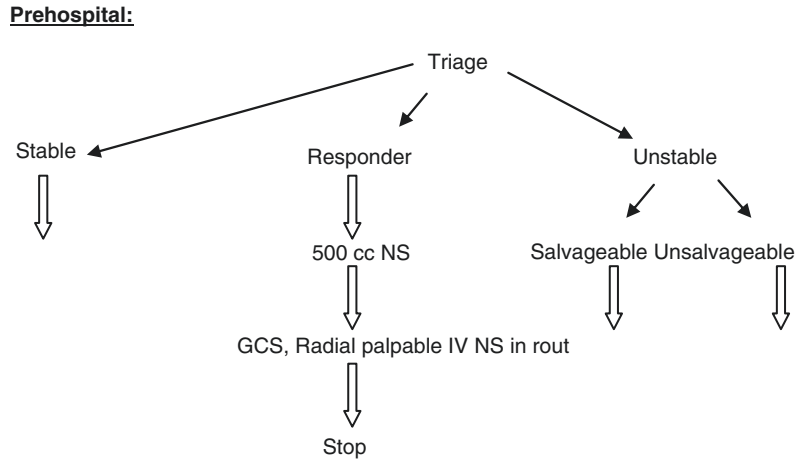 Prehospital:
Triage
Stable
Responder
Unstable
500 cc NS
Salvageable Unsalvageable
GCS, Radial palpable IV NS in rout
Stop